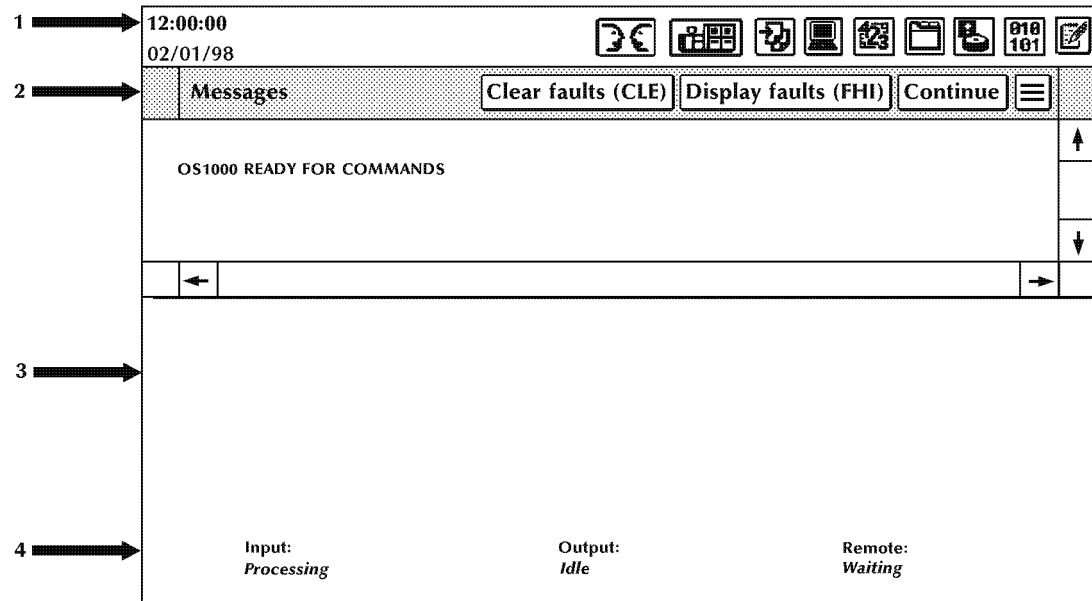 1 12:00:00
02/01/98
010
101
2 Messages Clear faults (CLE) Display faults (FHI) Continue
OS1000 READY FOR COMMANDS
3
4 Input: Output: Remote:
Processing Idle Waiting